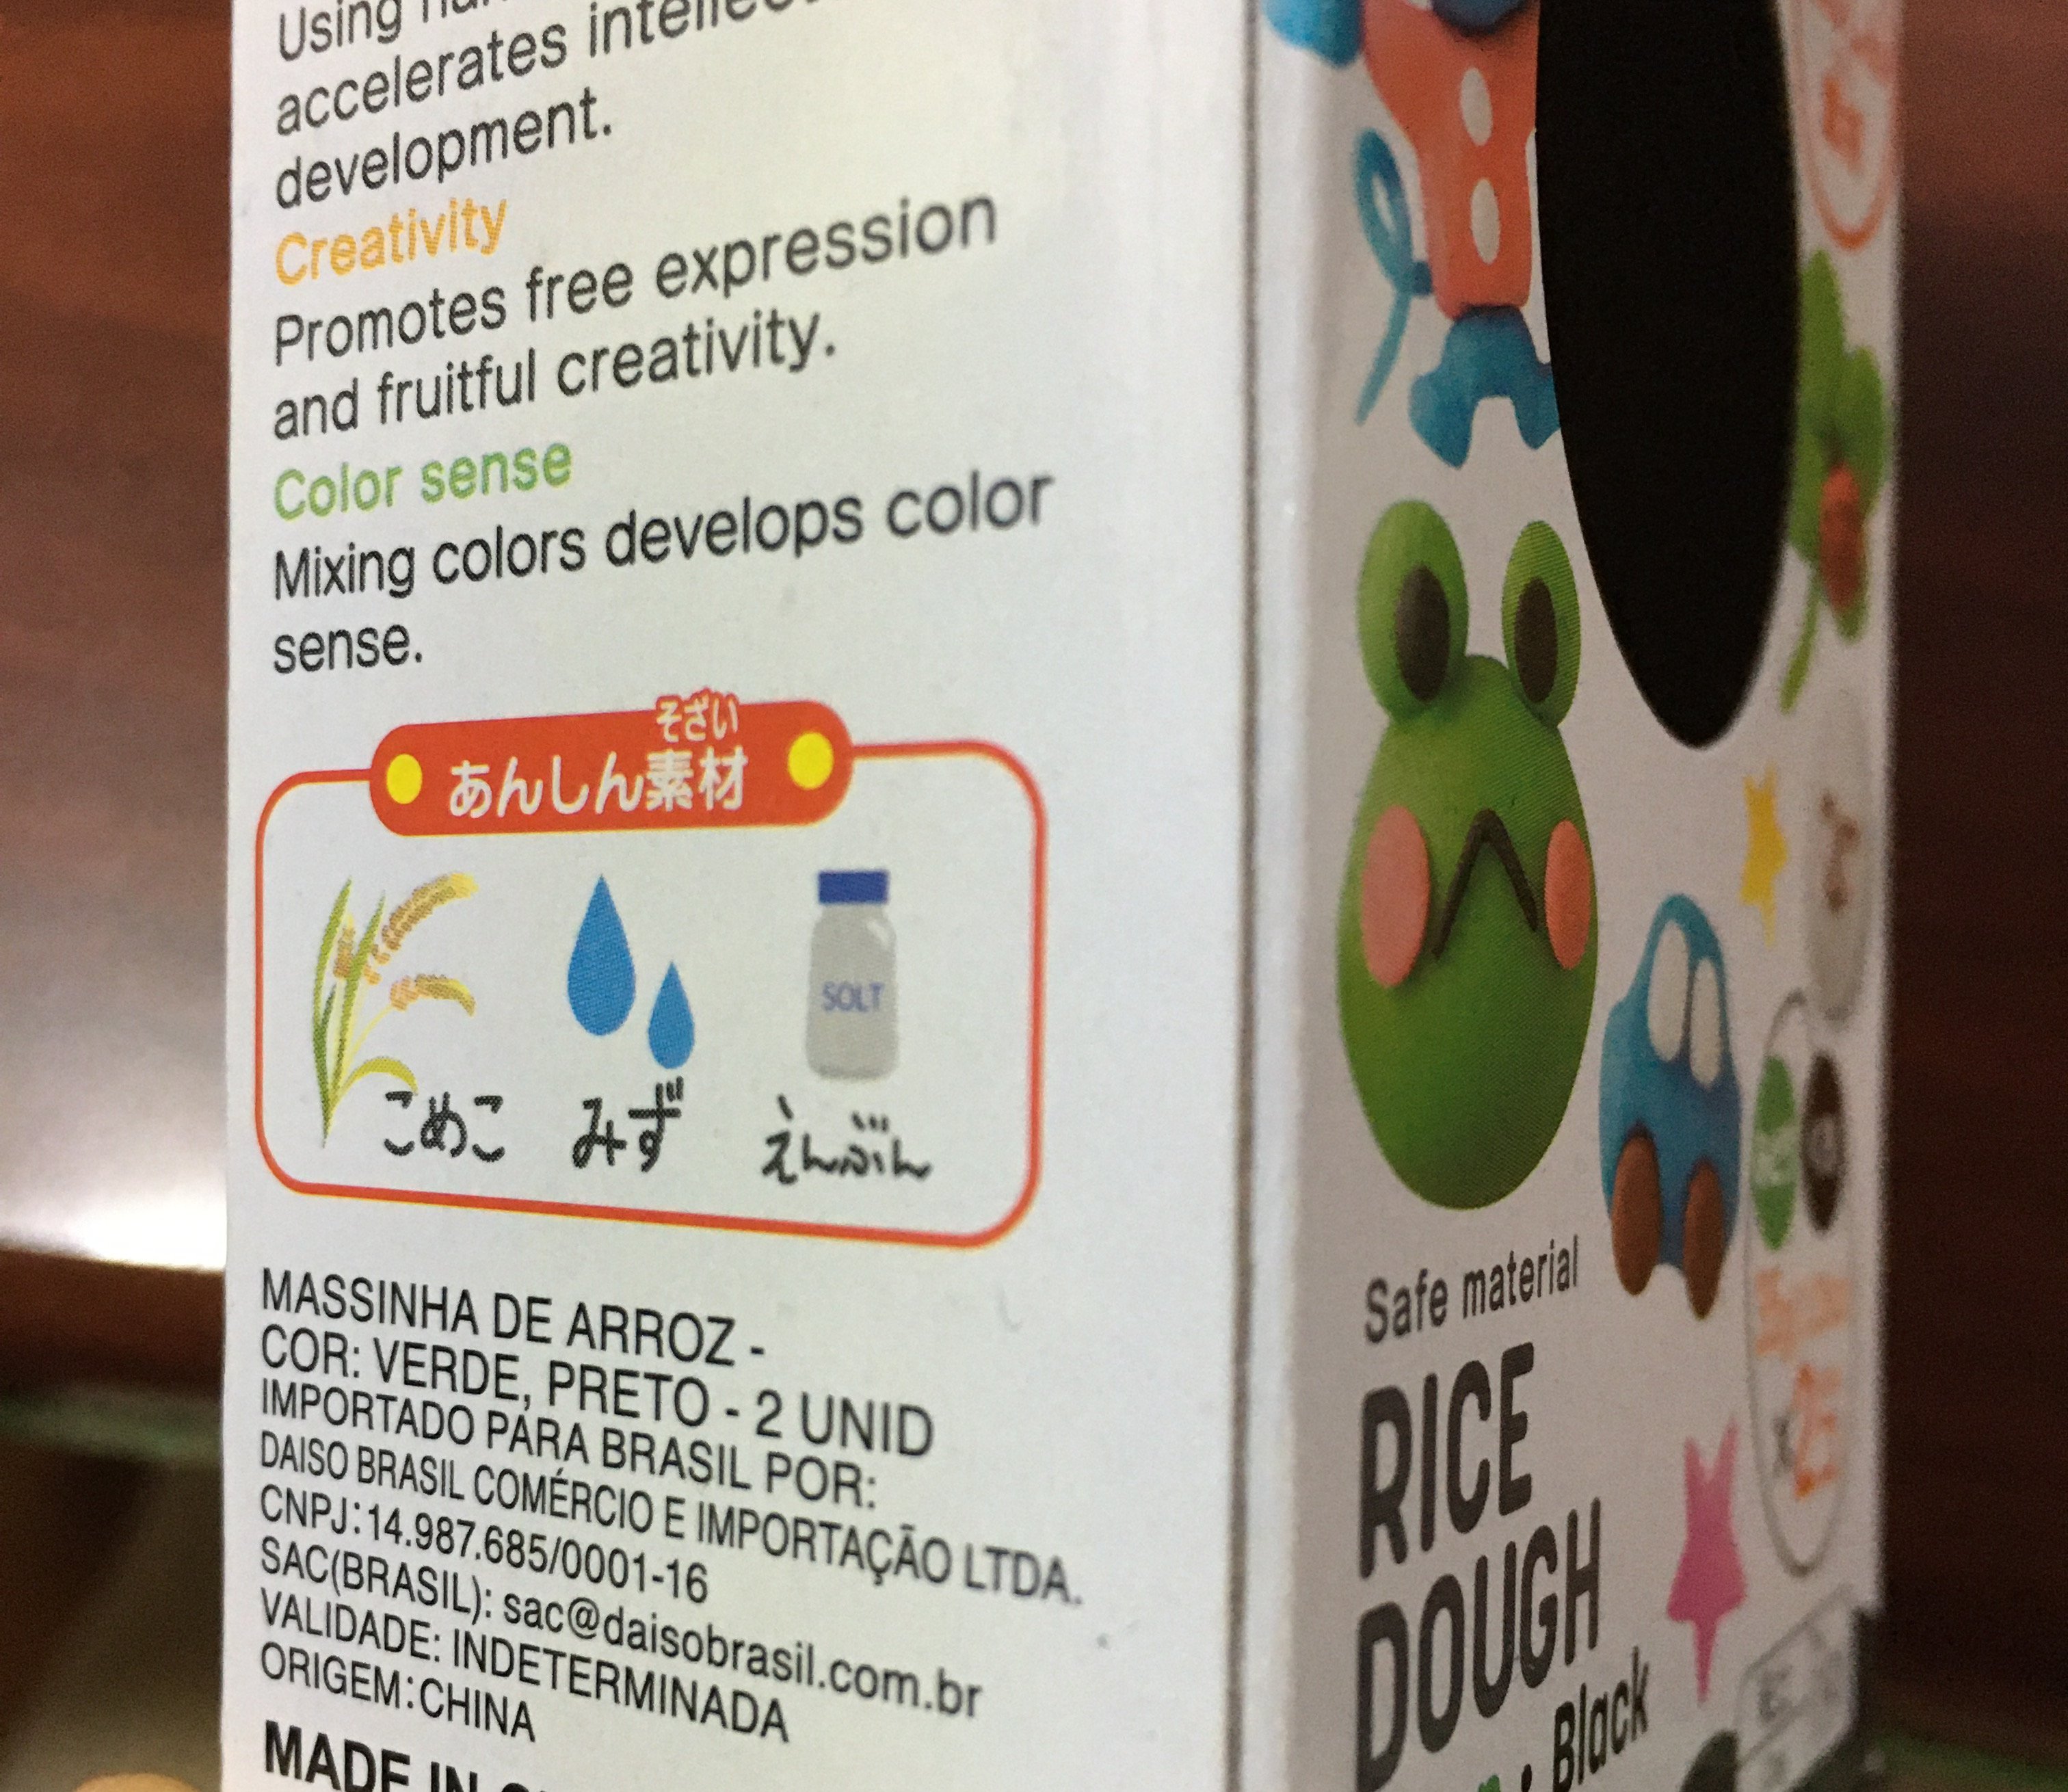 Using
accelerates
development.
Creativity
Promotes free expression
and fruitful creativity.
Color sense
Mixing colors develops color
sense.
そざい
あんしん素材
SOLT
こめこ みず えんぶん
MASSINHA DE ARROZ -
COR: VERDE, PRETO - 2 UNID
IMPORTADO PARA BRASIL POR:
DAISO BRASIL COMÉRCIO E IMPORTAÇÃO LTDA.
CNPJ:14.987.685/0001-16
SAC(BRASIL): sac@daisobrasil.com.br
VALIDADE: INDETERMINADA
ORIGEM:CHINA
MADE IN
Safe material
RICE
DOUGH
Black